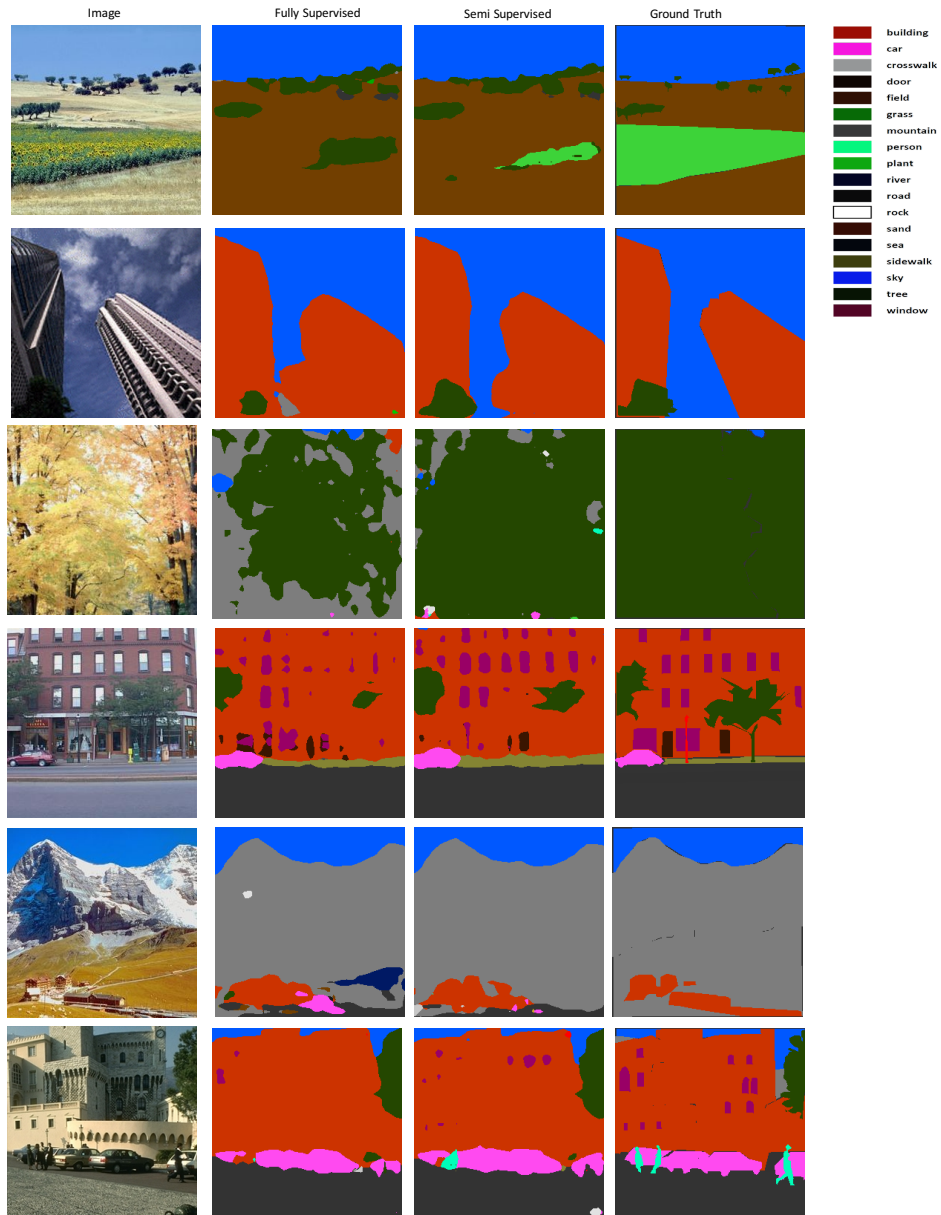 Image
Fully Supervised
Semi Supervised
Ground Truth
building
car
crosswalk
door
field
grass
mountain
person
plant
river
road
rock
sand
sea
sidewalk
sky
tree
window